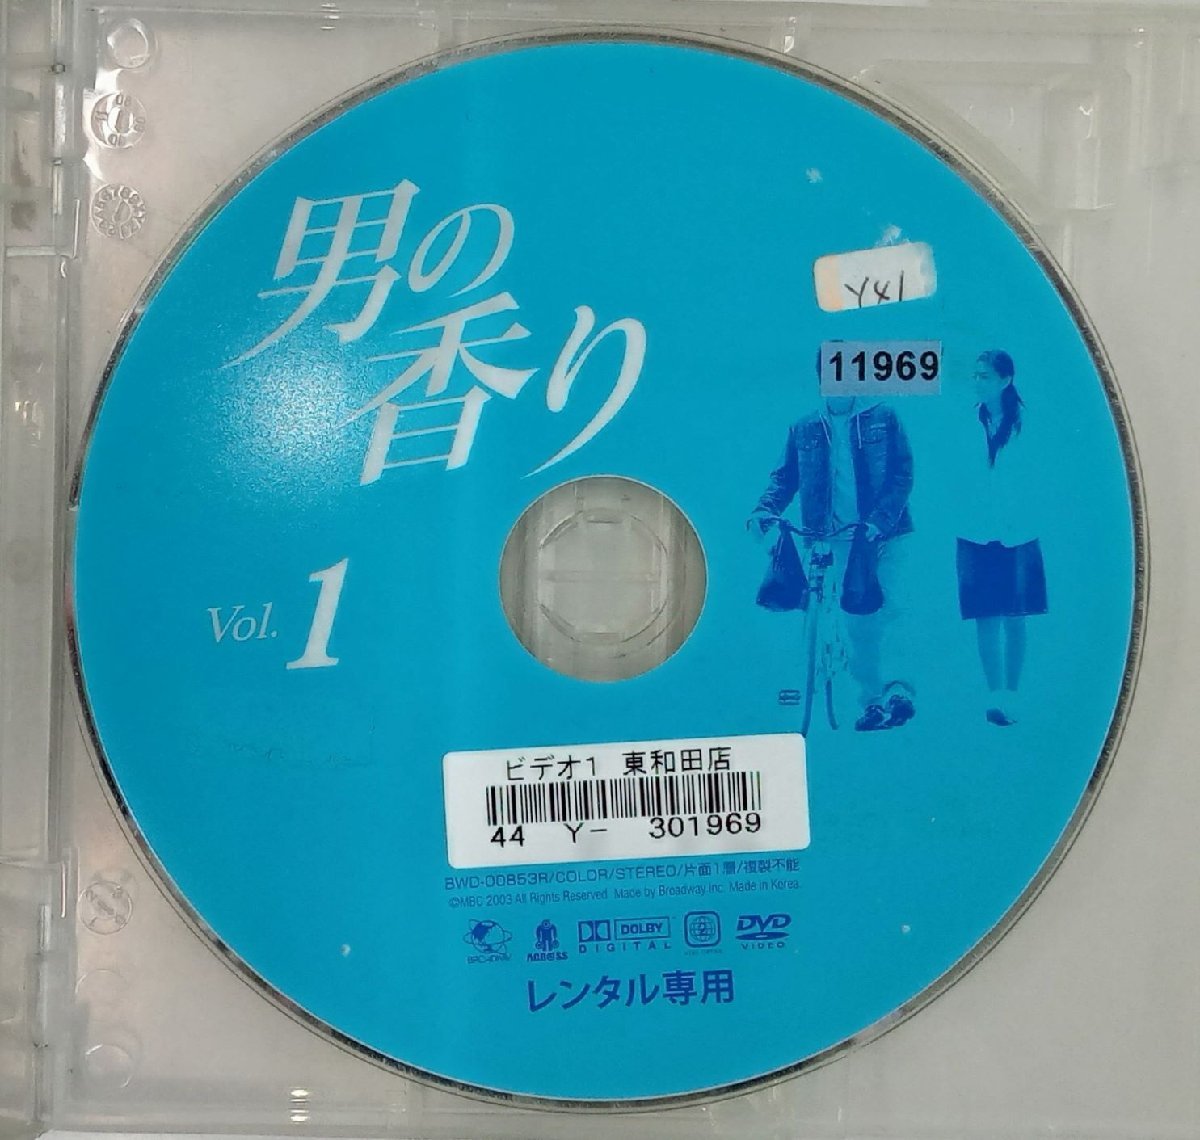 男の
香り
Vol. 1
Y41
11969
ビデオ1 東和田店
44 Y- 301969
BWD-00853R/COLOR/STEREO/片面1層/複製不能
©MBC 2003 All Rights Reserved. Made by Broadway.inc. Made in Korea.
DOLBY
DIGITAL
DVD
VIDEO
レンタル専用